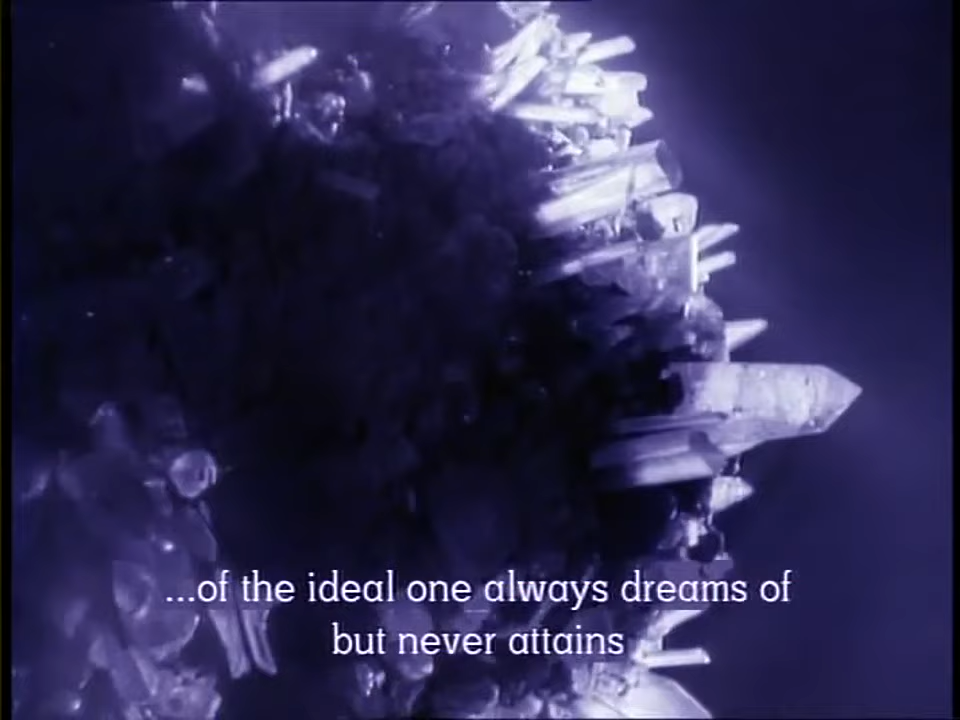 ...of the ideal one always dreams of
but never attains